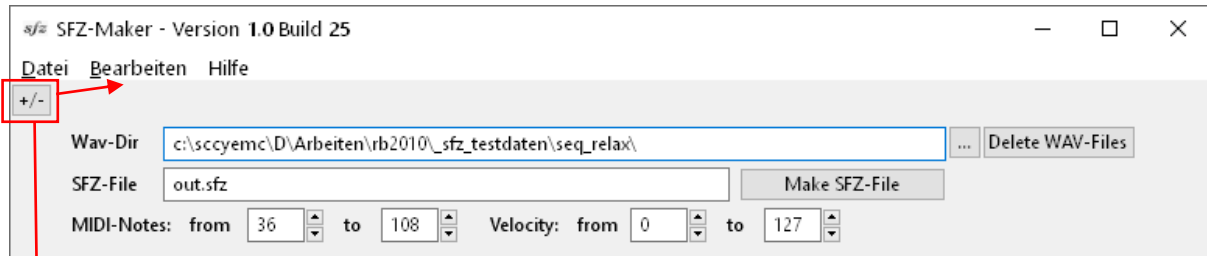 sfz SFZ-Maker - Version 1.0 Build 25
Datei Bearbeiten Hilfe
+/-
Wav-Dir c:\sccyemc\D\Arbeiten\rb2010\_sfz_testdaten\seq_relax\ ... Delete WAV-Files
SFZ-File out.sfz Make SFZ-File
MIDI-Notes: from 36 to 108 Velocity: from 0 to 127